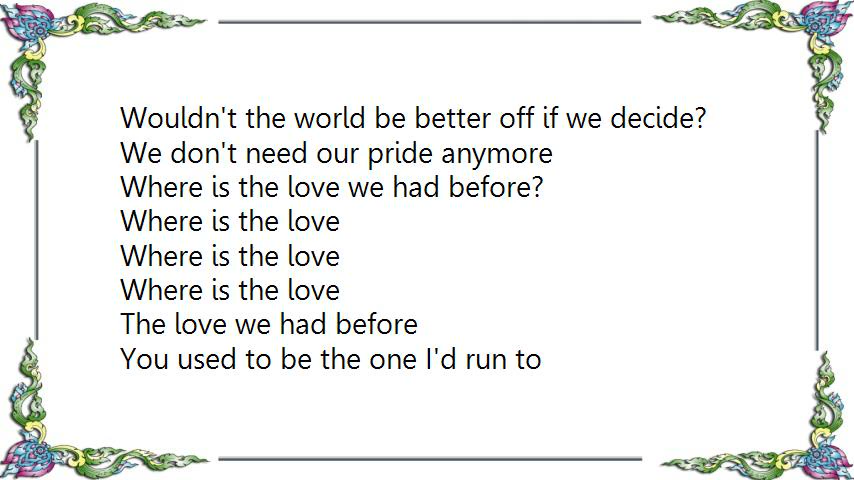 Wouldn't the world be better off if we decide?
We don't need our pride anymore
Where is the love we had before?
Where is the love
Where is the love
Where is the love
The love we had before
You used to be the one I'd run to